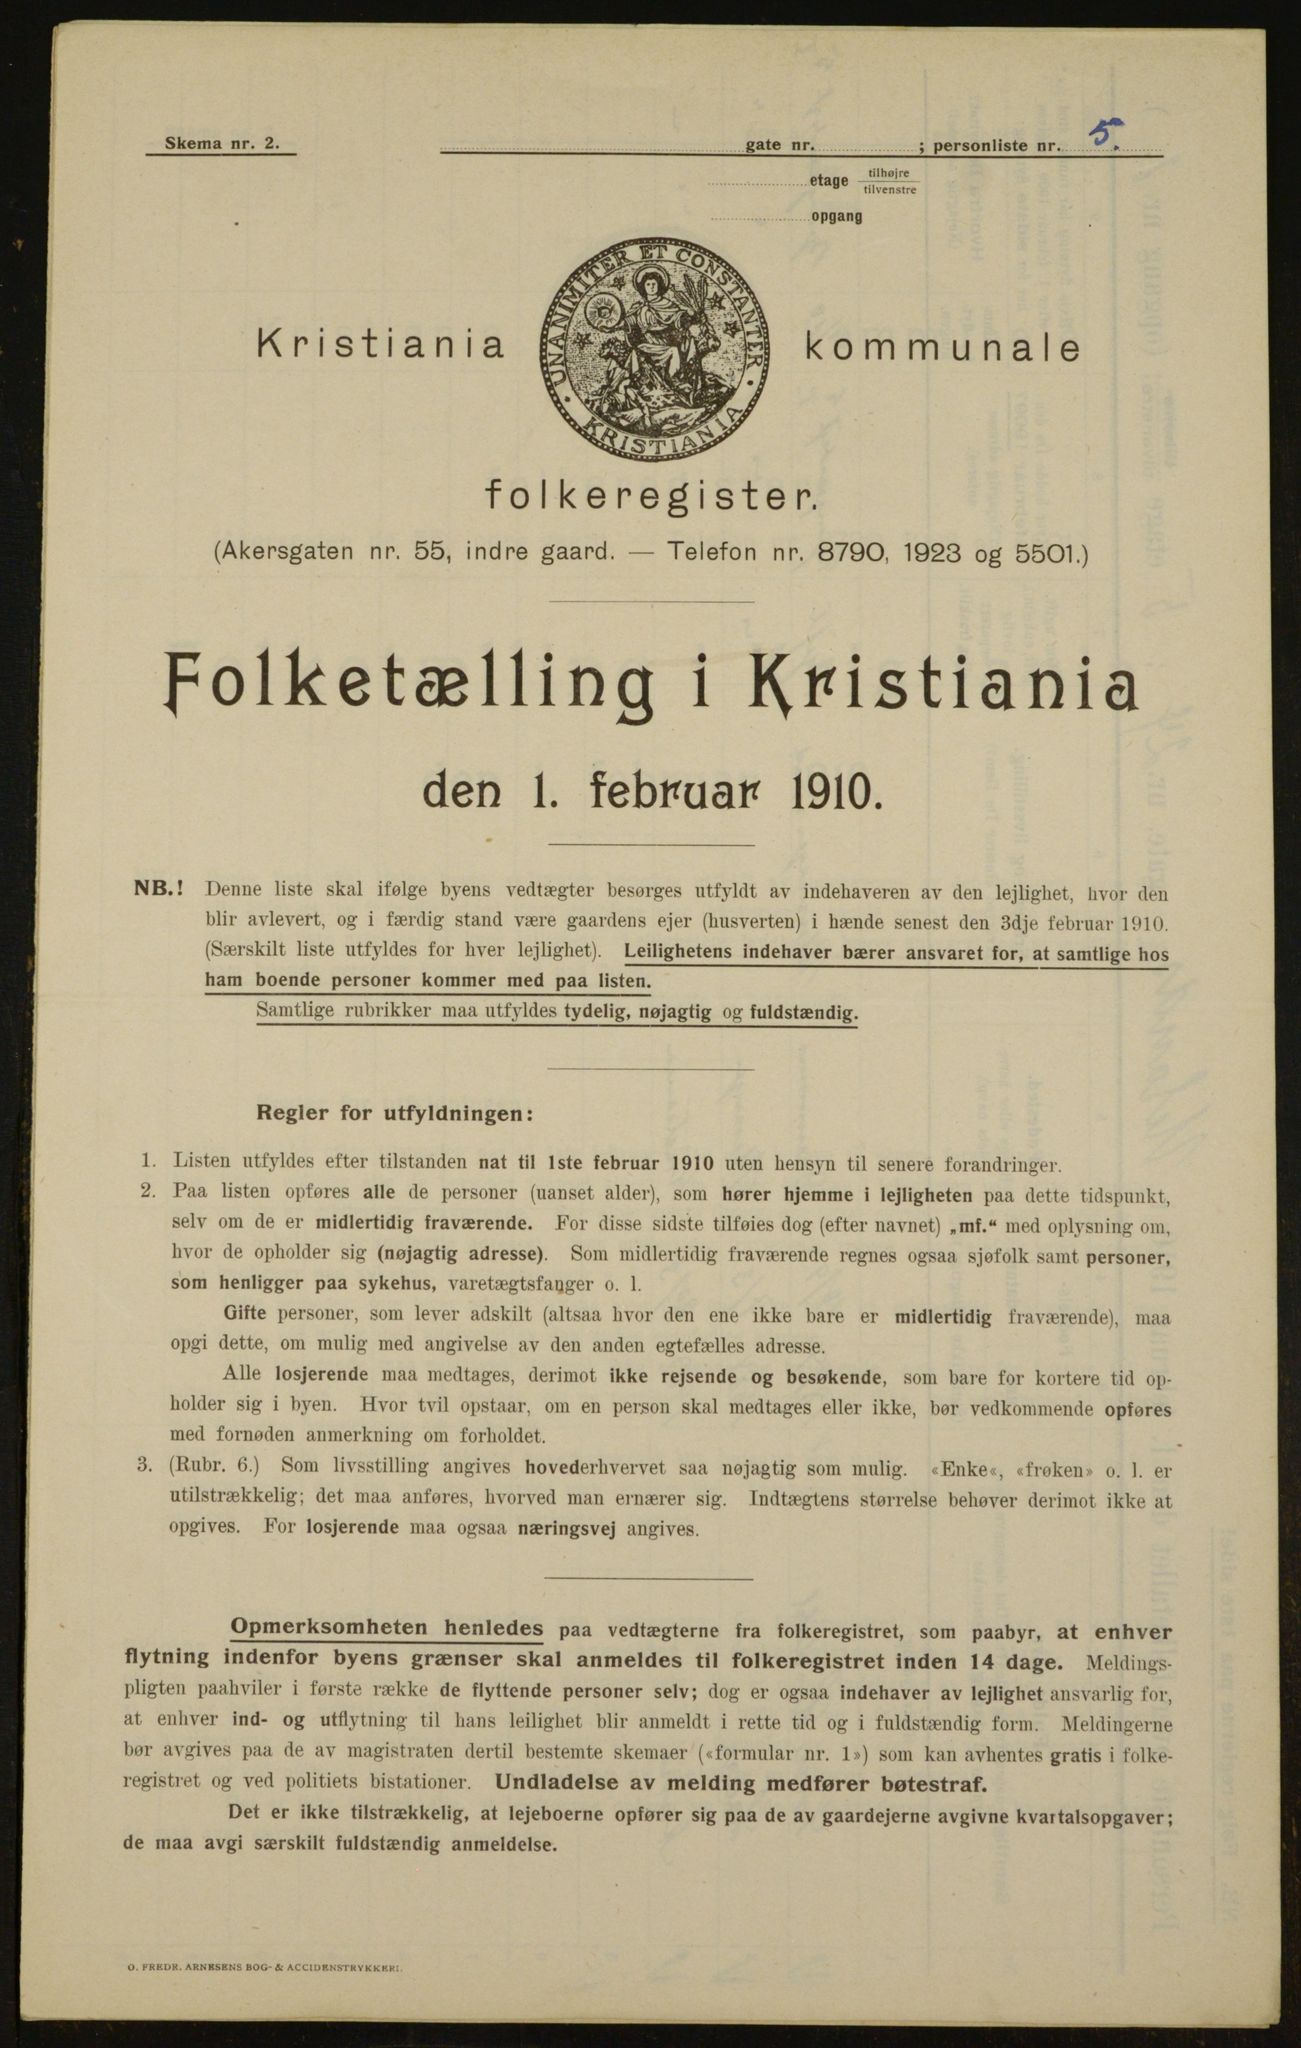 Skema nr. 2.
gate nr. ; personliste nr. 5.
etage tilhøjre
tilvenstre
opgang
UNANIMITER ET CONSTANTER
KRISTIANIA
Kristiania kommunale
folkeregister.
(Akersgaten nr. 55, indre gaard. — Telefon nr. 8790, 1923 og 5501.)
Folketælling i Kristiania
den 1. februar 1910.
NB.! Denne liste skal ifølge byens vedtægter besørges utfyldt av indehaveren av den lejlighet, hvor den
blir avlevert, og i færdig stand være gaardens ejer (husverten) i hænde senest den 3dje februar 1910.
(Særskilt liste utfyldes for hver lejlighet). Leilighetens indehaver bærer ansvaret for, at samtlige hos
ham boende personer kommer med paa listen.
Samtlige rubrikker maa utfyldes tydelig, nøjagtig og fuldstændig.
Regler for utfyldningen:
1. Listen utfyldes efter tilstanden nat til 1ste februar 1910 uten hensyn til senere forandringer.
2. Paa listen opføres alle de personer (uanset alder), som hører hjemme i lejligheten paa dette tidspunkt,
selv om de er midlertidig fraværende. For disse sidste tilføies dog (efter navnet) „mf.“ med oplysning om,
hvor de opholder sig (nøjagtig adresse). Som midlertidig fraværende regnes ogsaa sjøfolk samt personer,
som henligger paa sykehus, varetægtsfanger o. l.
Gifte personer, som lever adskilt (altsaa hvor den ene ikke bare er midlertidig fraværende), maa
opgi dette, om mulig med angivelse av den anden egtefælles adresse.
Alle losjerende maa medtages, derimot ikke rejsende og besøkende, som bare for kortere tid op-
holder sig i byen. Hvor tvil opstaar, om en person skal medtages eller ikke, bør vedkommende opføres
med fornøden anmerkning om forholdet.
3. (Rubr. 6.) Som livsstilling angives hovederhvervet saa nøjagtig som mulig. «Enke«, «frøken» o. l. er
utilstrækkelig; det maa anføres, hvorved man ernærer sig. Indtægtens størrelse behøver derimot ikke at
opgives. For losjerende maa ogsaa næringsvej angives.
Opmerksomheten henledes paa vedtægterne fra folkeregistret, som paabyr, at enhver
flytning indenfor byens grænser skal anmeldes til folkeregistret inden 14 dage. Meldings-
pligten paahviler i første række de flyttende personer selv; dog er ogsaa indehaver av lejlighet ansvarlig for,
at enhver ind- og utflytning til hans leilighet blir anmeldt i rette tid og i fuldstændig form. Meldingerne
bør avgives paa de av magistraten dertil bestemte skemaer («formular nr. 1») som kan avhentes gratis i folke-
registret og ved politiets bistationer. Undladelse av melding medfører bøtestraf.
Det er ikke tilstrækkelig, at lejeboerne opfører sig paa de av gaardejerne avgivne kvartalsopgaver;
de maa avgi særskilt fuldstændig anmeldelse.
O. FREDR. ARNESENS BOG- & ACCIDENSTRYKKERI.